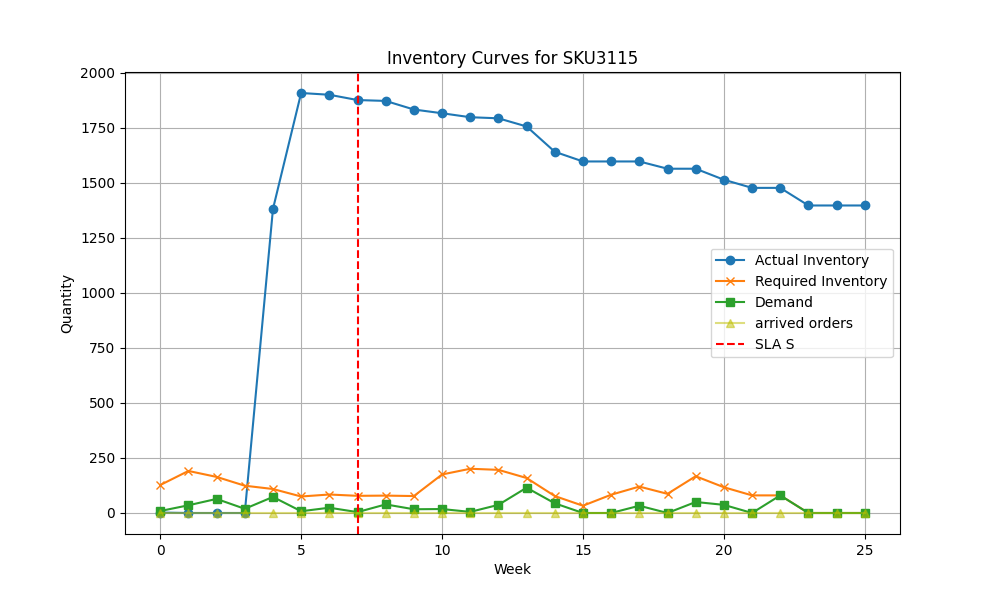 Inventory Curves for SKU3115
2000
1750
1500
1250
1000
750
500
250
0
Quantity
Actual Inventory
Required Inventory
Demand
arrived orders
SLA S
0 5 10 15 20 25
Week